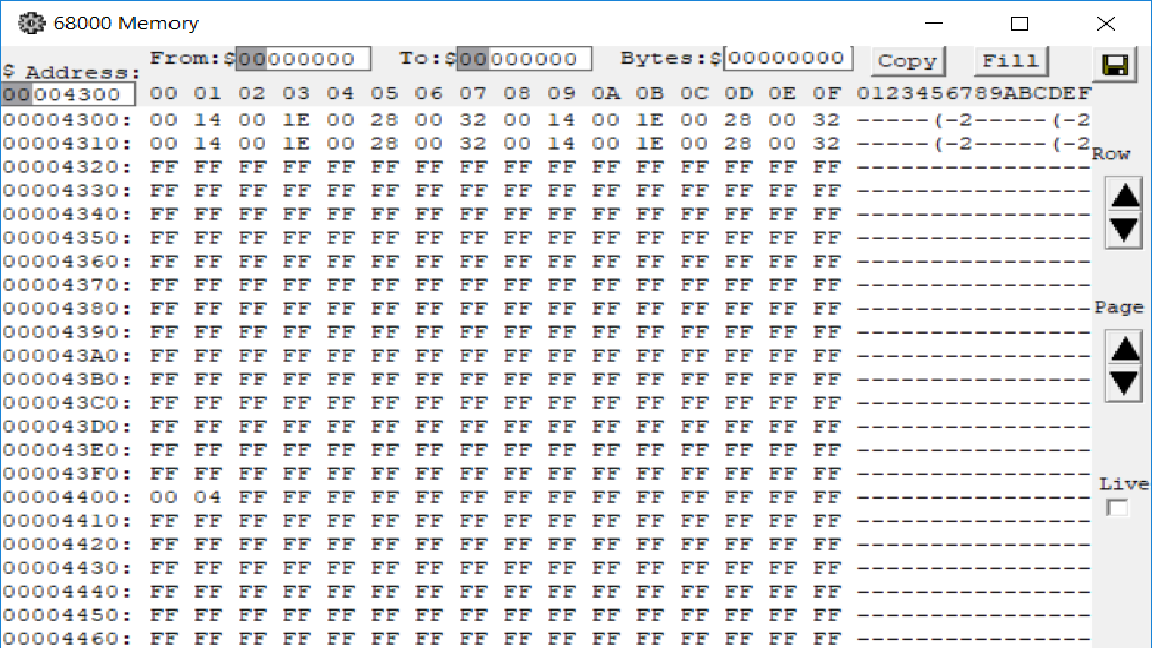 68000 Memory
From:$00000000 To:$00000000 Bytes:$00000000 Copy Fill
$ Address:
00004300 00 01 02 03 04 05 06 07 08 09 0A 0B 0C 0D 0E 0F 0123456789ABCDEF
00004300: 00 14 00 1E 00 28 00 32 00 14 00 1E 00 28 00 32 -----(-2-----(-2
00004310: 00 14 00 1E 00 28 00 32 00 14 00 1E 00 28 00 32 -----(-2-----(-2
Row
00004320: FF FF FF FF FF FF FF FF FF FF FF FF FF FF FF FF ----------------
00004330: FF FF FF FF FF FF FF FF FF FF FF FF FF FF FF FF ----------------
00004340: FF FF FF FF FF FF FF FF FF FF FF FF FF FF FF FF ----------------
00004350: FF FF FF FF FF FF FF FF FF FF FF FF FF FF FF FF ----------------
00004360: FF FF FF FF FF FF FF FF FF FF FF FF FF FF FF FF ----------------
00004370: FF FF FF FF FF FF FF FF FF FF FF FF FF FF FF FF ----------------
00004380: FF FF FF FF FF FF FF FF FF FF FF FF FF FF FF FF ----------------
Page
00004390: FF FF FF FF FF FF FF FF FF FF FF FF FF FF FF FF ----------------
000043A0: FF FF FF FF FF FF FF FF FF FF FF FF FF FF FF FF ----------------
000043B0: FF FF FF FF FF FF FF FF FF FF FF FF FF FF FF FF ----------------
000043C0: FF FF FF FF FF FF FF FF FF FF FF FF FF FF FF FF ----------------
000043D0: FF FF FF FF FF FF FF FF FF FF FF FF FF FF FF FF ----------------
000043E0: FF FF FF FF FF FF FF FF FF FF FF FF FF FF FF FF ----------------
000043F0: FF FF FF FF FF FF FF FF FF FF FF FF FF FF FF FF ----------------
Live
00004400: 00 04 FF FF FF FF FF FF FF FF FF FF FF FF FF FF ----------------
00004410: FF FF FF FF FF FF FF FF FF FF FF FF FF FF FF FF ----------------
00004420: FF FF FF FF FF FF FF FF FF FF FF FF FF FF FF FF ----------------
00004430: FF FF FF FF FF FF FF FF FF FF FF FF FF FF FF FF ----------------
00004440: FF FF FF FF FF FF FF FF FF FF FF FF FF FF FF FF ----------------
00004450: FF FF FF FF FF FF FF FF FF FF FF FF FF FF FF FF ----------------
00004460: FF FF FF FF FF FF FF FF FF FF FF FF FF FF FF FF ----------------